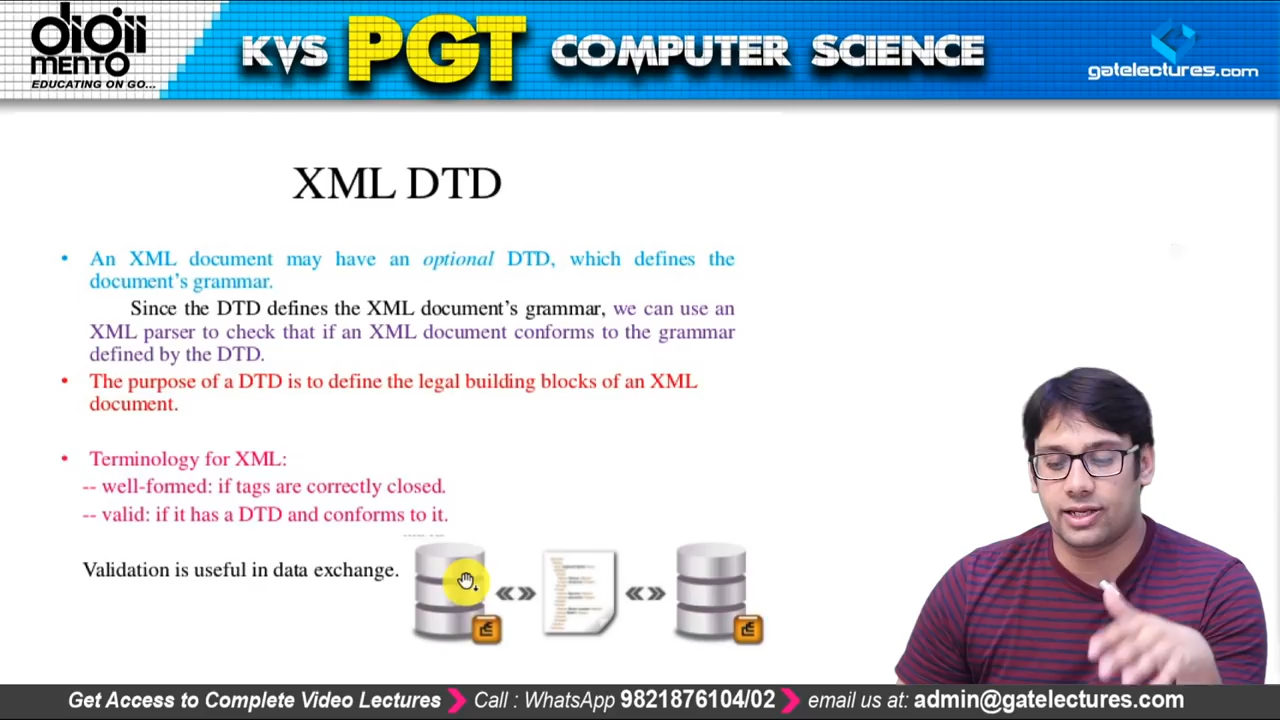 digii
MENTO
EDUCATING ON GO...
KVS PGT COMPUTER SCIENCE
gatelectures.com
XML DTD
• An XML document may have an optional DTD, which defines the
document's grammar.
Since the DTD defines the XML document's grammar, we can use an
XML parser to check that if an XML document conforms to the grammar
defined by the DTD.
• The purpose of a DTD is to define the legal building blocks of an XML
document.
• Terminology for XML:
-- well-formed: if tags are correctly closed.
-- valid: if it has a DTD and conforms to it.
Validation is useful in data exchange.
Get Access to Complete Video Lectures Call : WhatsApp 9821876104/02 email us at: admin@gatelectures.com